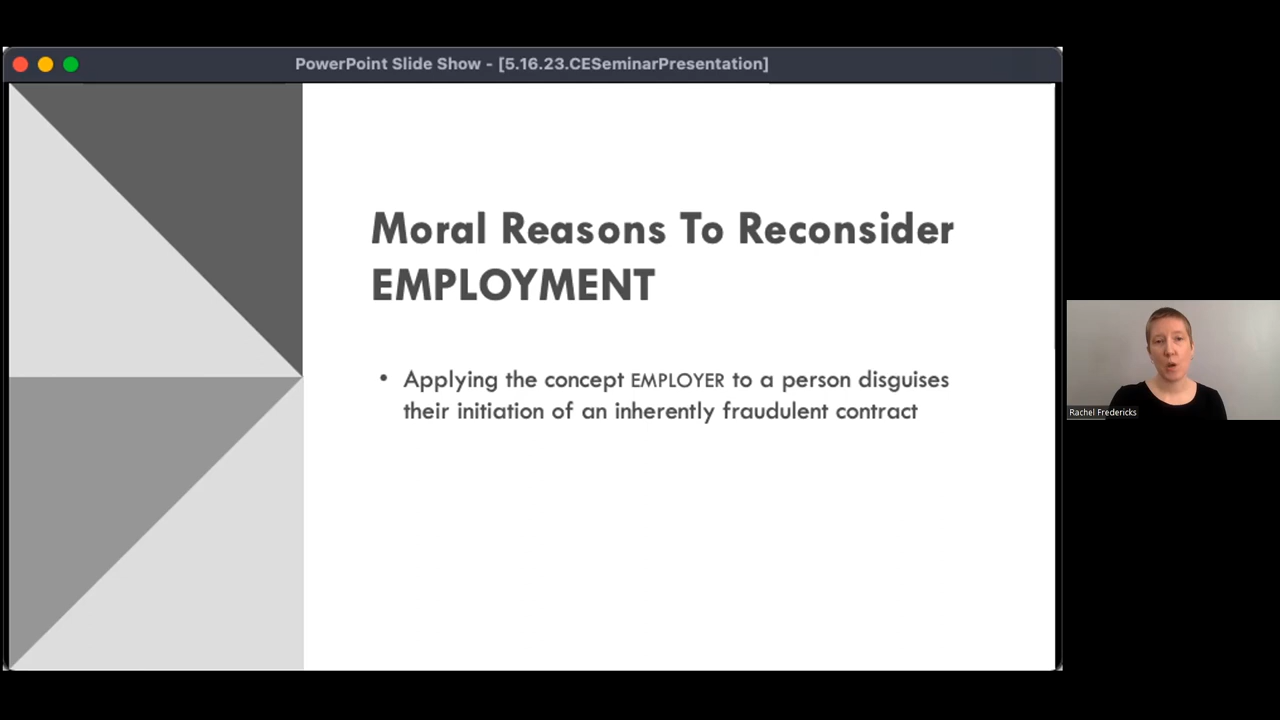 PowerPoint Slide Show - [5.16.23.CESeminarPresentation]
Moral Reasons To Reconsider
EMPLOYMENT
• Applying the concept EMPLOYER to a person disguises
their initiation of an inherently fraudulent contract
Rachel Fredericks